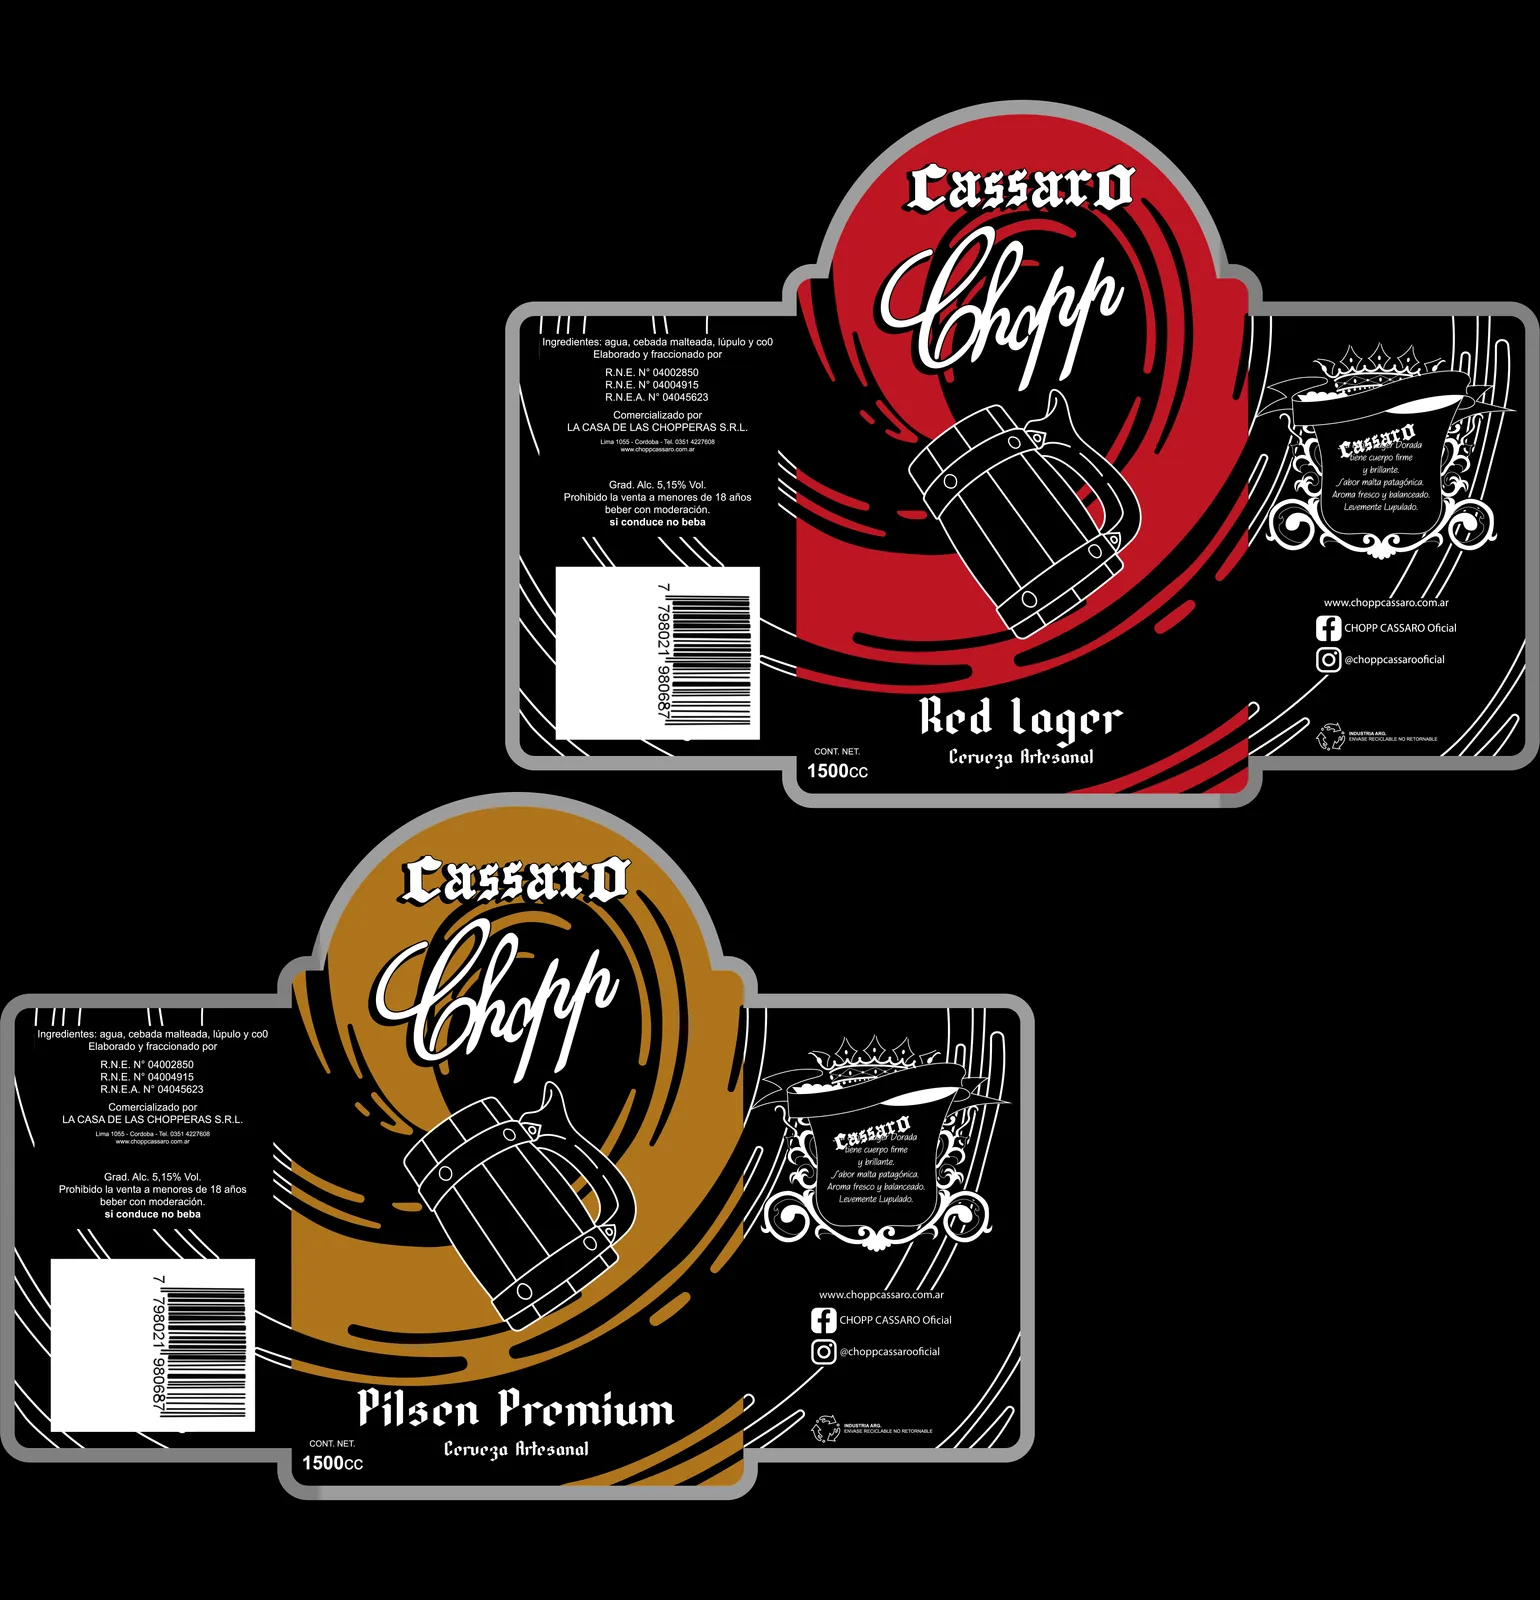 Cassaro
Chopp
Red Lager
Cerveza Artesanal
CONT. NET.
1500CC
Ingredientes: agua, cebada malteada, lúpulo y co0
Elaborado y fraccionado por
R.N.E. N° 04002850
R.N.E. N° 04004915
R.N.E.A. N° 04045623
Comercializado por
LA CASA DE LAS CHOPPERAS S.R.L.
Lima 1055 - Cordoba - Tel. 0351 4227608
www.choppcassaro.com.ar
Grad. Alc. 5,15% Vol.
Prohibido la venta a menores de 18 años
beber con moderación.
si conduce no beba
7 798021 980687
Cassaro
Dorada
tiene cuerpo firme
y brillante.
Sabor malta patagónica.
Aroma fresco y balanceado.
Levemente Lupulado.
www.choppcassaro.com.ar
CHOPP CASSARO Oficial
@choppcassarooficial
INDUSTRIA ARG.
ENVASE RECICLABLE NO RETORNABLE
Cassaro
Chopp
Pilsen Premium
Cerveza Artesanal
CONT. NET.
1500CC
Ingredientes: agua, cebada malteada, lúpulo y co0
Elaborado y fraccionado por
R.N.E. N° 04002850
R.N.E. N° 04004915
R.N.E.A. N° 04045623
Comercializado por
LA CASA DE LAS CHOPPERAS S.R.L.
Lima 1055 - Cordoba - Tel. 0351 4227608
www.choppcassaro.com.ar
Grad. Alc. 5,15% Vol.
Prohibido la venta a menores de 18 años
beber con moderación.
si conduce no beba
7 798021 980687
Cassaro
Dorada
tiene cuerpo firme
y brillante.
Sabor malta patagónica.
Aroma fresco y balanceado.
Levemente Lupulado.
www.choppcassaro.com.ar
CHOPP CASSARO Oficial
@choppcassarooficial
INDUSTRIA ARG.
ENVASE RECICLABLE NO RETORNABLE